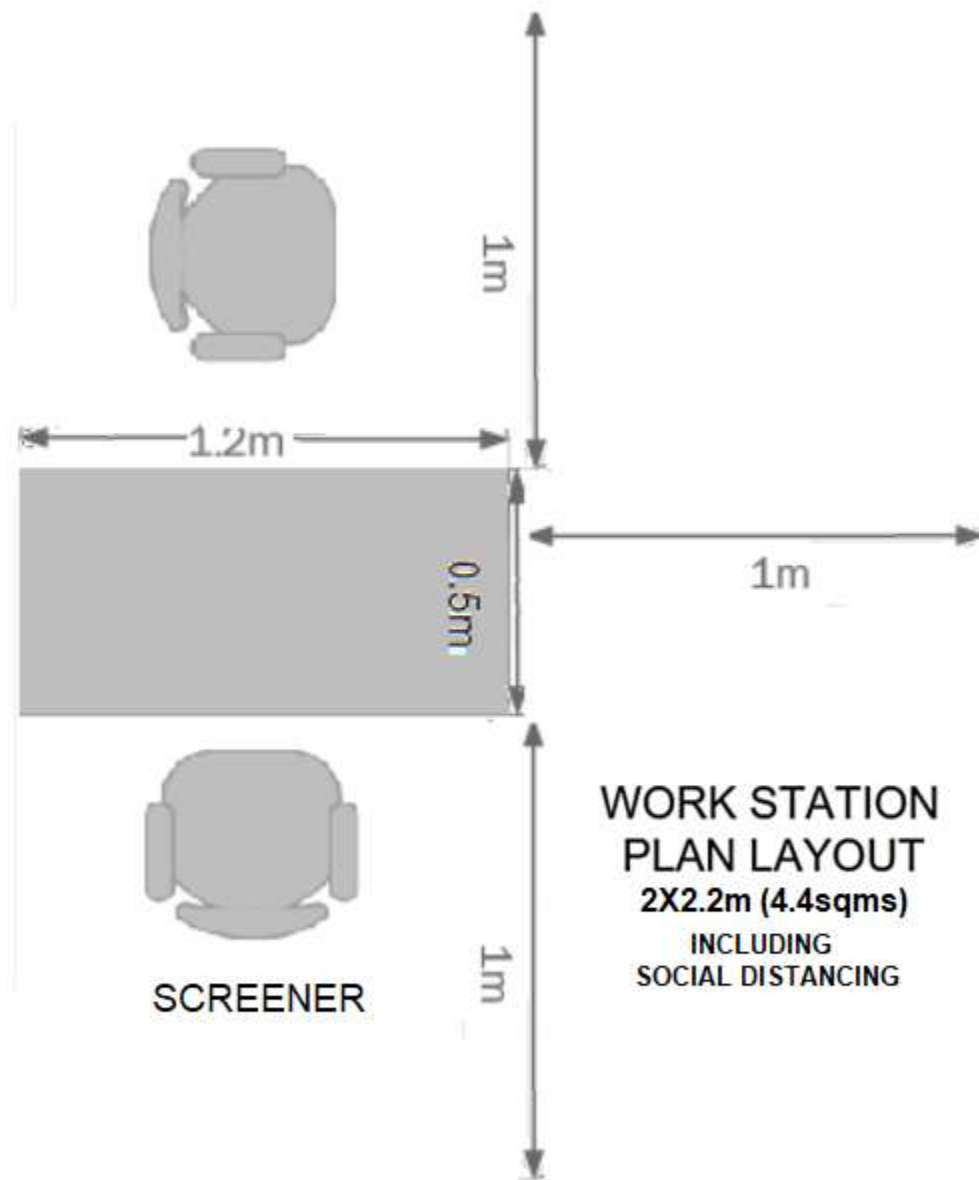 1m
1.2m
0.5m
1m
WORK STATION
PLAN LAYOUT
2X2.2m (4.4sqms)
INCLUDING
SOCIAL DISTANCING
1m
SCREENER